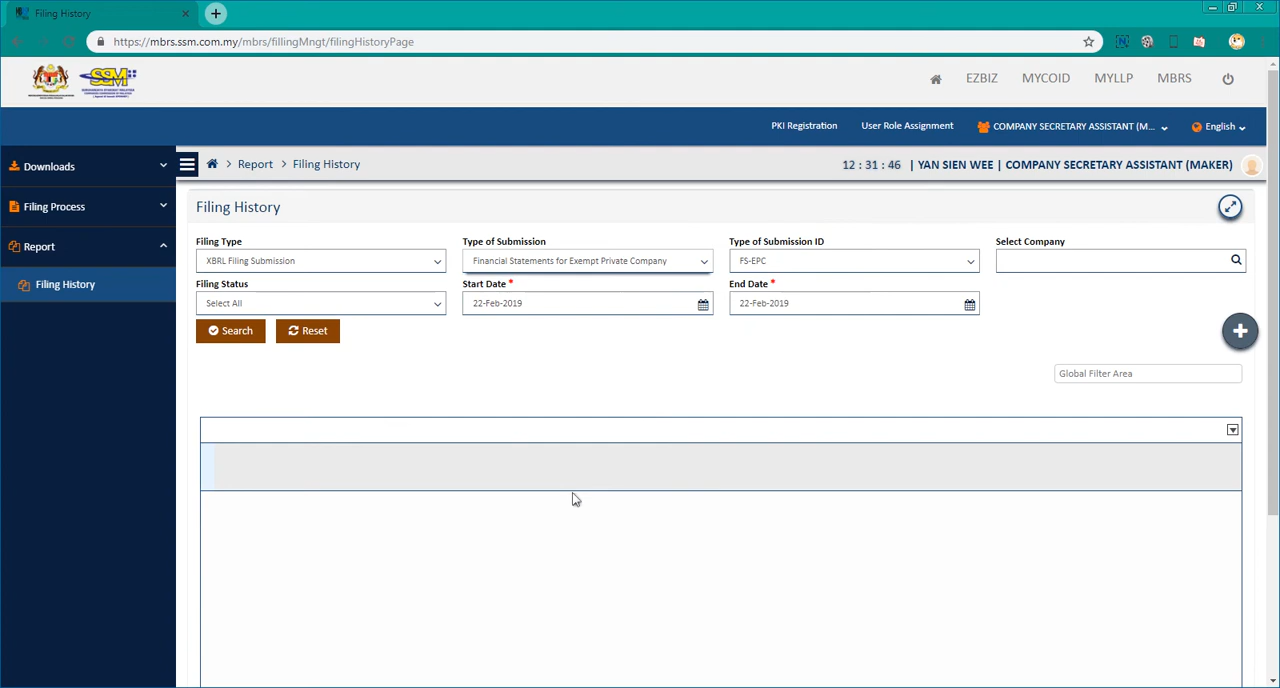 Filing History
https://mbrs.ssm.com.my/mbrs/fillingMngt/filingHistoryPage
SSM
EZBIZ MYCOID MYLLP MBRS
PKI Registration User Role Assignment COMPANY SECRETARY ASSISTANT (M... English
Downloads
Filing Process
Report
Filing History
> Report > Filing History
12 : 31 : 46 | YAN SIEN WEE | COMPANY SECRETARY ASSISTANT (MAKER)
Filing History
Filing Type Type of Submission Type of Submission ID Select Company
XBRL Filing Submission Financial Statements for Exempt Private Company FS-EPC
Filing Status Start Date * End Date *
Select All 22-Feb-2019 22-Feb-2019
Search Reset
Global Filter Area